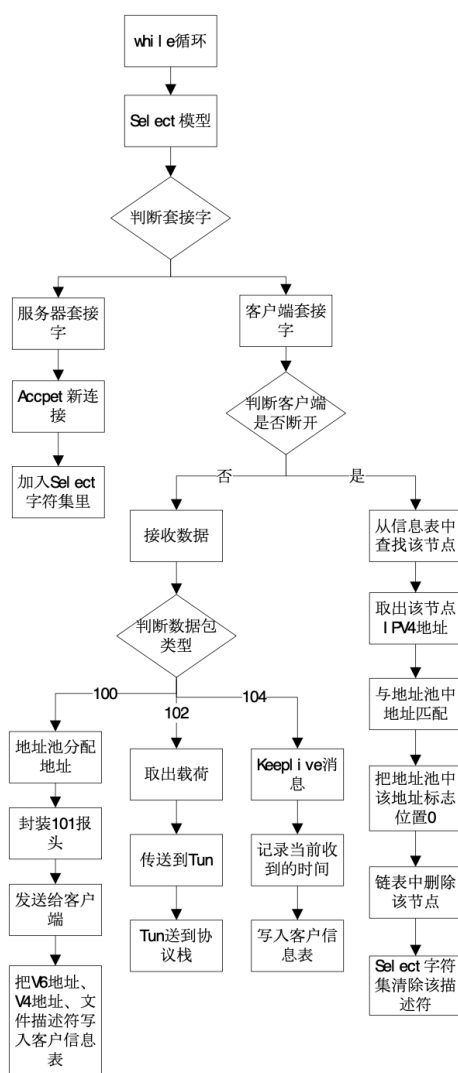 while循环
Select 模型
判断套接字
服务器套接
字
客户端套接
字
Accpet 新连
接
判断客户端
是否断开
加入Select
字符集里
否
是
接收数据
从信息表中
查找该节点
判断数据包
类型
取出该节点
IPV4地址
100
102
104
与地址池中
地址匹配
地址池分配
地址
取出载荷
Keeplive消
息
把地址池中
该地址标志
位置0
封装101报
头
传送到Tun
记录当前收
到的时间
链表中删除
该节点
发送给客户
端
Tun送到协
议栈
写入客户信
息表
Select 字符
集清除该描
述符
把V6地址、
V4地址、文
件描述符写
入客户信息
表